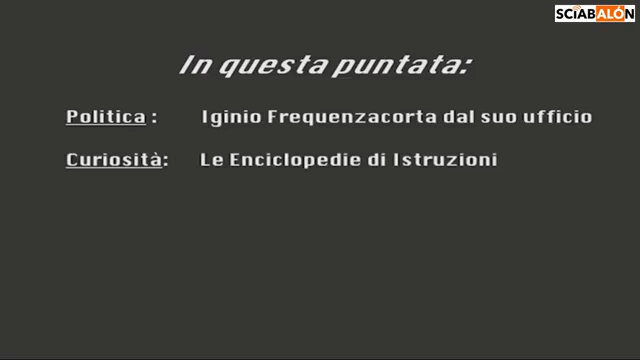 SCIABALÓN
In questa puntata:
Politica : Iginio Frequenzacorta dal suo ufficio
Curiosità: Le Enciclopedie di Istruzioni